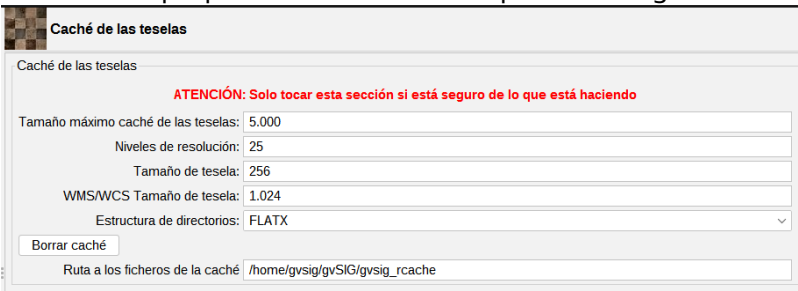 Caché de las teselas
Caché de las teselas
ATENCIÓN: Solo tocar esta sección si está seguro de lo que está haciendo
Tamaño máximo caché de las teselas: 5.000
Niveles de resolución: 25
Tamaño de tesela: 256
WMS/WCS Tamaño de tesela: 1.024
Estructura de directorios: FLATX
Borrar caché
Ruta a los ficheros de la caché /home/gvsig/gvSIG/gvsig_rcache